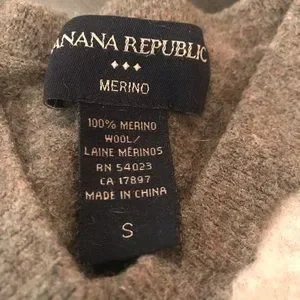 ANANA REPUBLIC
MERINO
100% MERINO
WOOL/
LAINE MÉRINOS
RN 54023
CA 17897
MADE IN CHINA
S